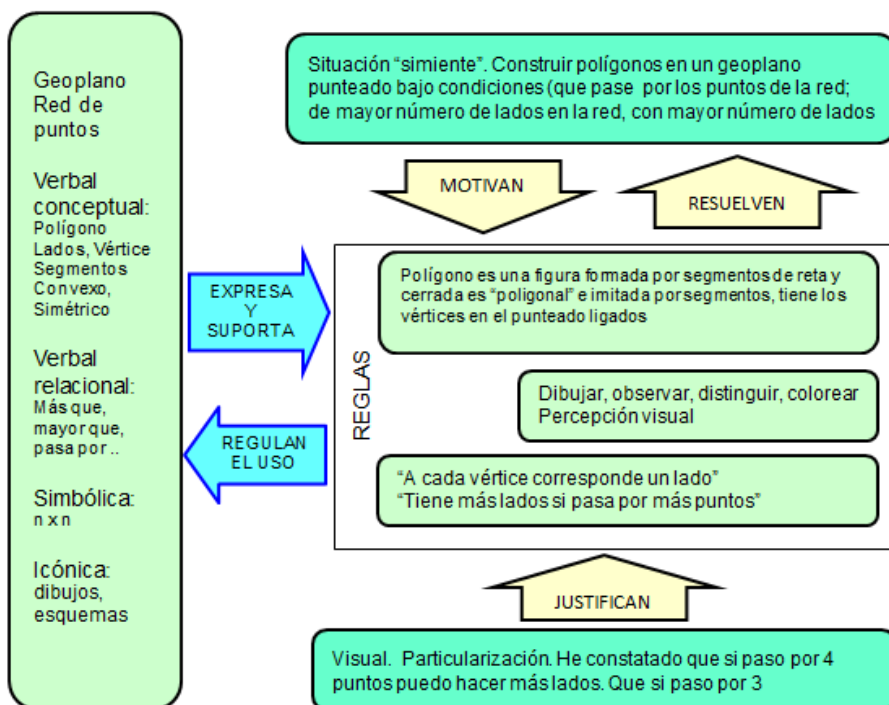 Geoplano
Red de
puntos
Verbal
conceptual:
Polígono
Lados, Vértice
Segmentos
Convexo,
Simétrico
Verbal
relacional:
Más que,
mayor que,
pasa por ..
Simbólica:
n x n
Icónica:
dibujos,
esquemas
EXPRESA
Y
SUPORTA
REGULAN
EL USO
Situación “simiente”. Construir polígonos en un geoplano
punteado bajo condiciones (que pase por los puntos de la red;
de mayor número de lados en la red, con mayor número de lados
MOTIVAN
RESUELVEN
REGLAS
Polígono es una figura formada por segmentos de reta y
cerrada es “poligonal” e imitada por segmentos, tiene los
vértices en el punteado ligados
Dibujar, observar, distinguir, colorear
Percepción visual
“A cada vértice corresponde un lado”
“Tiene más lados si pasa por más puntos”
JUSTIFICAN
Visual. Particularización. He constatado que si paso por 4
puntos puedo hacer más lados. Que si paso por 3